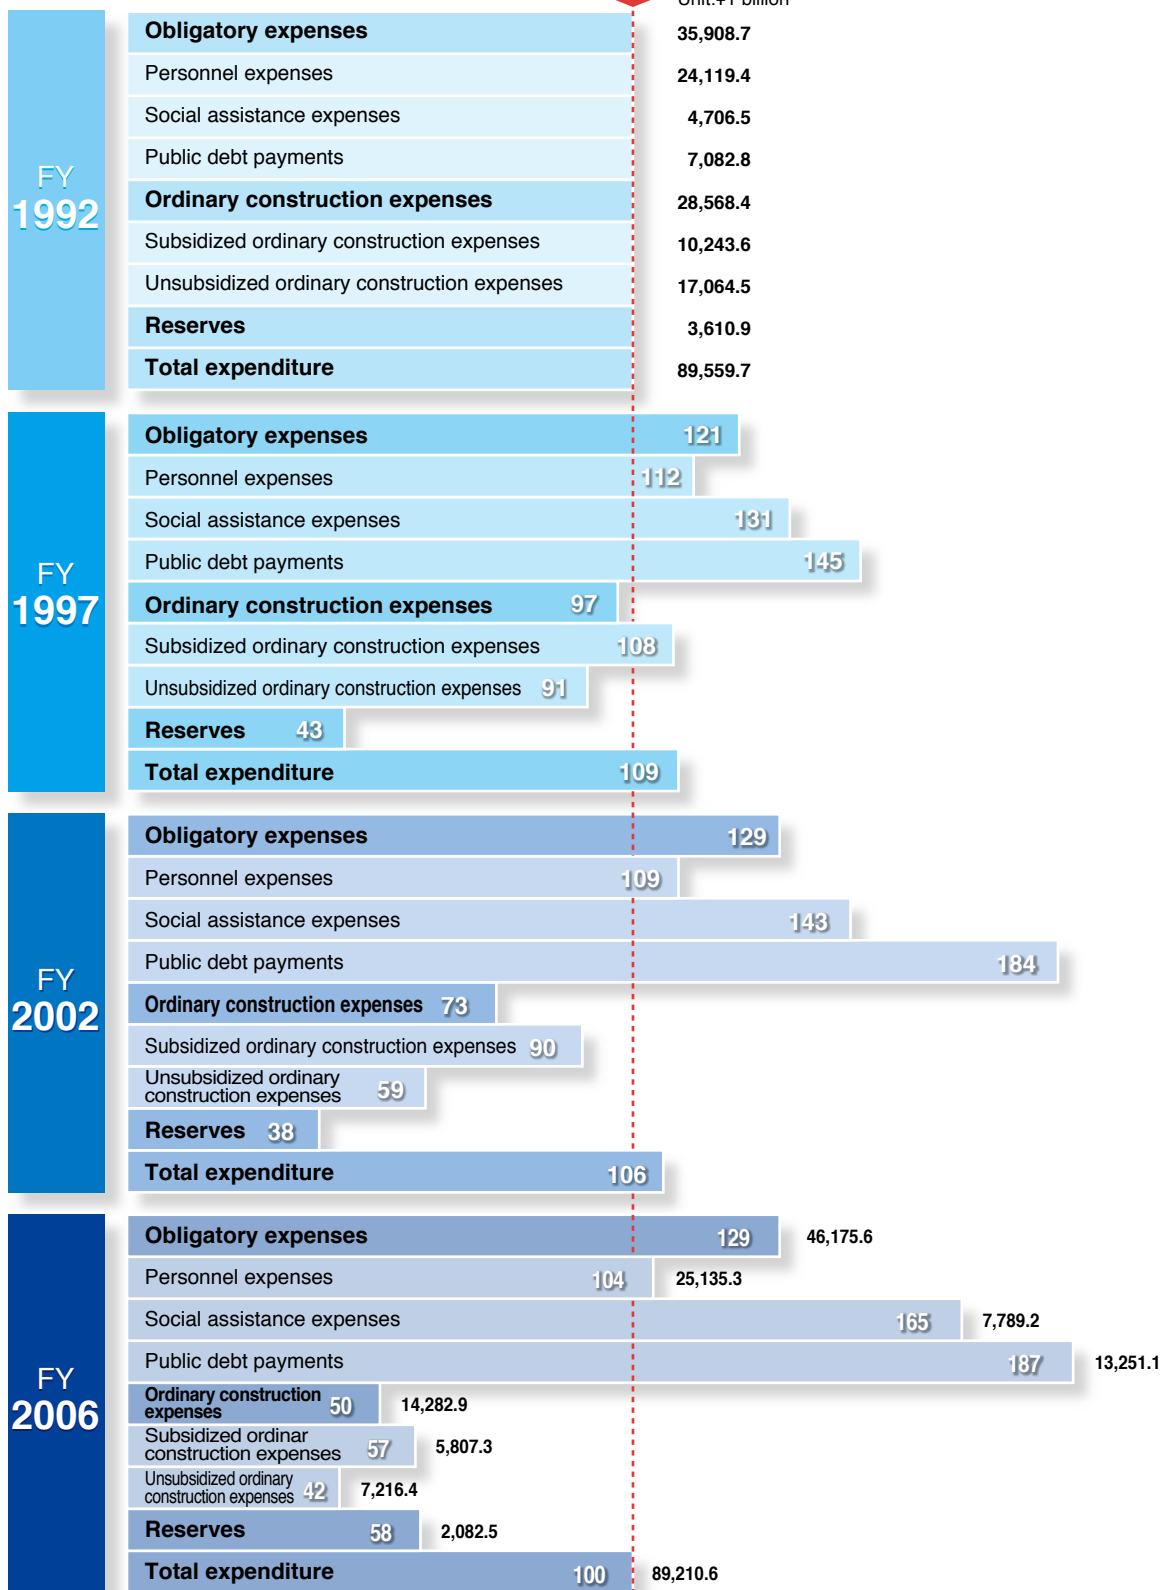 Unit:¥1 billion
FY
1992
Obligatory expenses 35,908.7
Personnel expenses 24,119.4
Social assistance expenses 4,706.5
Public debt payments 7,082.8
Ordinary construction expenses 28,568.4
Subsidized ordinary construction expenses 10,243.6
Unsubsidized ordinary construction expenses 17,064.5
Reserves 3,610.9
Total expenditure 89,559.7
FY
1997
Obligatory expenses 121
Personnel expenses 112
Social assistance expenses 131
Public debt payments 145
Ordinary construction expenses 97
Subsidized ordinary construction expenses 108
Unsubsidized ordinary construction expenses 91
Reserves 43
Total expenditure 109
FY
2002
Obligatory expenses 129
Personnel expenses 109
Social assistance expenses 143
Public debt payments 184
Ordinary construction expenses 73
Subsidized ordinary construction expenses 90
Unsubsidized ordinary
construction expenses 59
Reserves 38
Total expenditure 106
FY
2006
Obligatory expenses 129 46,175.6
Personnel expenses 104 25,135.3
Social assistance expenses 165 7,789.2
Public debt payments 187 13,251.1
Ordinary construction
expenses 50 14,282.9
Subsidized ordinar
construction expenses 57 5,807.3
Unsubsidized ordinary
construction expenses 42 7,216.4
Reserves 58 2,082.5
Total expenditure 100 89,210.6